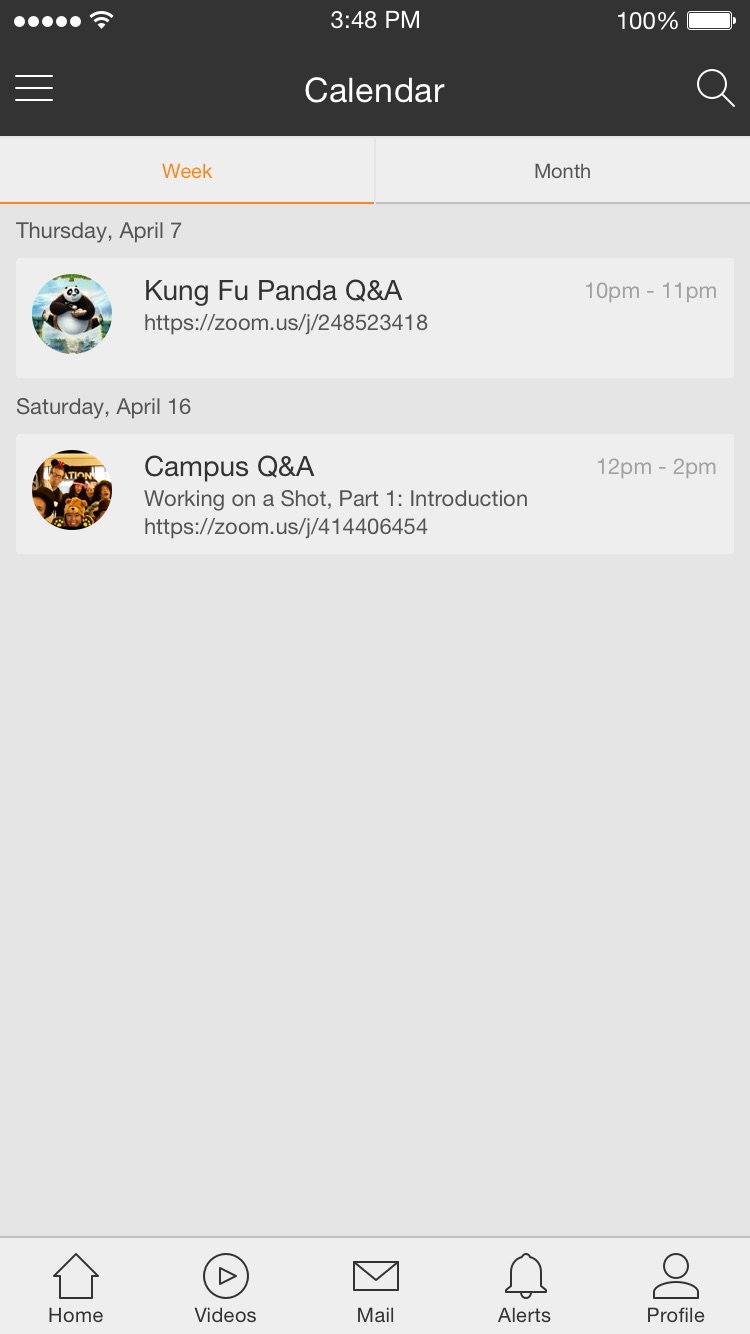 3:48 PM
100%
Calendar
Week
Month
Thursday, April 7
Kung Fu Panda Q&A
10pm - 11pm
https://zoom.us/j/248523418
Saturday, April 16
Campus Q&A
12pm - 2pm
Working on a Shot, Part 1: Introduction
https://zoom.us/j/414406454
Home
Videos
Mail
Alerts
Profile